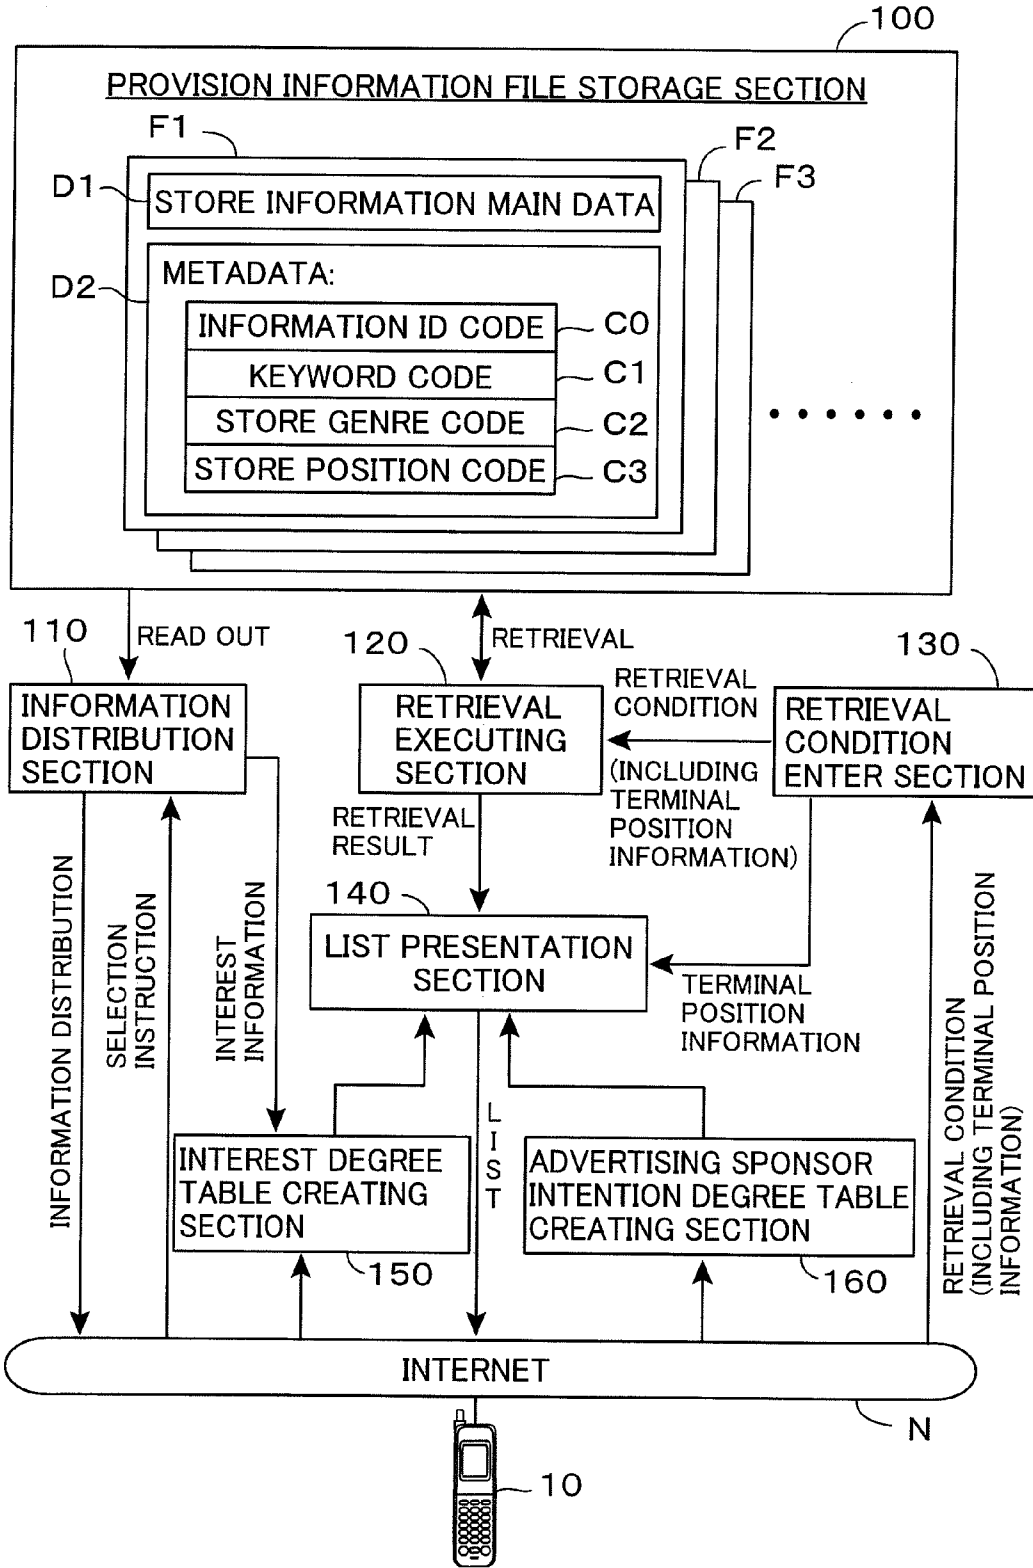 100
PROVISION INFORMATION FILE STORAGE SECTION
F1
F2
F3
D1
STORE INFORMATION MAIN DATA
D2
METADATA:
INFORMATION ID CODE
C0
KEYWORD CODE
C1
STORE GENRE CODE
C2
STORE POSITION CODE
C3
110
READ OUT
120
RETRIEVAL
130
INFORMATION
DISTRIBUTION
SECTION
RETRIEVAL
EXECUTING
SECTION
RETRIEVAL
CONDITION
(INCLUDING
TERMINAL
POSITION
INFORMATION)
RETRIEVAL
CONDITION
ENTER SECTION
RETRIEVAL
RESULT
140
LIST PRESENTATION
SECTION
TERMINAL
POSITION
INFORMATION
INFORMATION DISTRIBUTION
SELECTION
INSTRUCTION
INTEREST
INFORMATION
LIST
RETRIEVAL CONDITION
(INCLUDING TERMINAL POSITION
INFORMATION)
INTEREST DEGREE
TABLE CREATING
SECTION
150
ADVERTISING SPONSOR
INTENTION DEGREE TABLE
CREATING SECTION
160
INTERNET
N
10